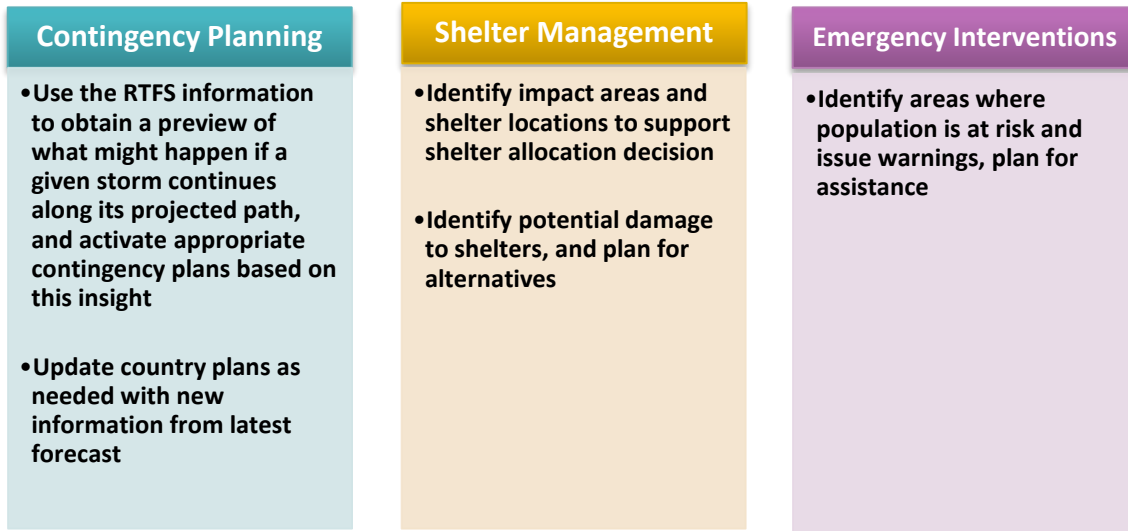 Contingency Planning
•Use the RTFS information
to obtain a preview of
what might happen if a
given storm continues
along its projected path,
and activate appropriate
contingency plans based on
this insight
•Update country plans as
needed with new
information from latest
forecast
Shelter Management
•Identify impact areas and
shelter locations to support
shelter allocation decision
•Identify potential damage
to shelters, and plan for
alternatives
Emergency Interventions
•Identify areas where
population is at risk and
issue warnings, plan for
assistance